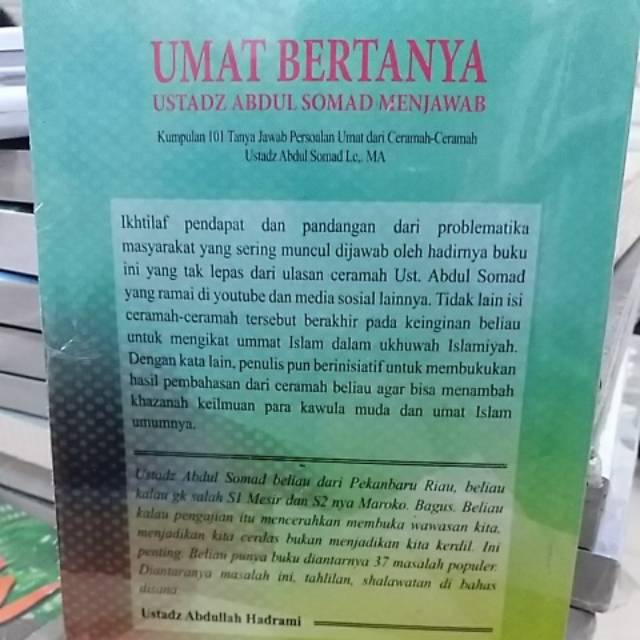 UMAT BERTANYA
USTADZ ABDUL SOMAD MENJAWAB
Kumpulan 101 Tanya Jawab Persoalan Umat dari Ceramah-Ceramah
Ustadz Abdul Somad Lc,. MA
Ikhtilaf pendapat dan pandangan dari problematika
masyarakat yang sering muncul dijawab oleh hadirnya buku
ini yang tak lepas dari ulasan ceramah Ust. Abdul Somad
yang ramai di youtube dan media sosial lainnya. Tidak lain isi
ceramah-ceramah tersebut berakhir pada keinginan beliau
untuk mengikat ummat Islam dalam ukhuwah Islamiyah.
Dengan kata lain, penulis pun berinisiatif untuk membukukan
hasil pembahasan dari ceramah beliau agar bisa menambah
khazanah keilmuan para kawula muda dan umat Islam
umumnya.
Ustadz Abdul Somad beliau dari Pekanbaru Riau, beliau
kalau gk salah S1 Mesir dan S2 nya Maroko. Bagus. Beliau
kalau pengajian itu mencerahkan membuka wawasan kita,
menjadikan kita cerdas bukan menjadikan kita kerdil. Ini
penting. Beliau punya buku diantarnya 37 masalah populer.
Diantaranya masalah ini, tahlilan, shalawatan di bahas
disana.
Ustadz Abdullah Hadrami